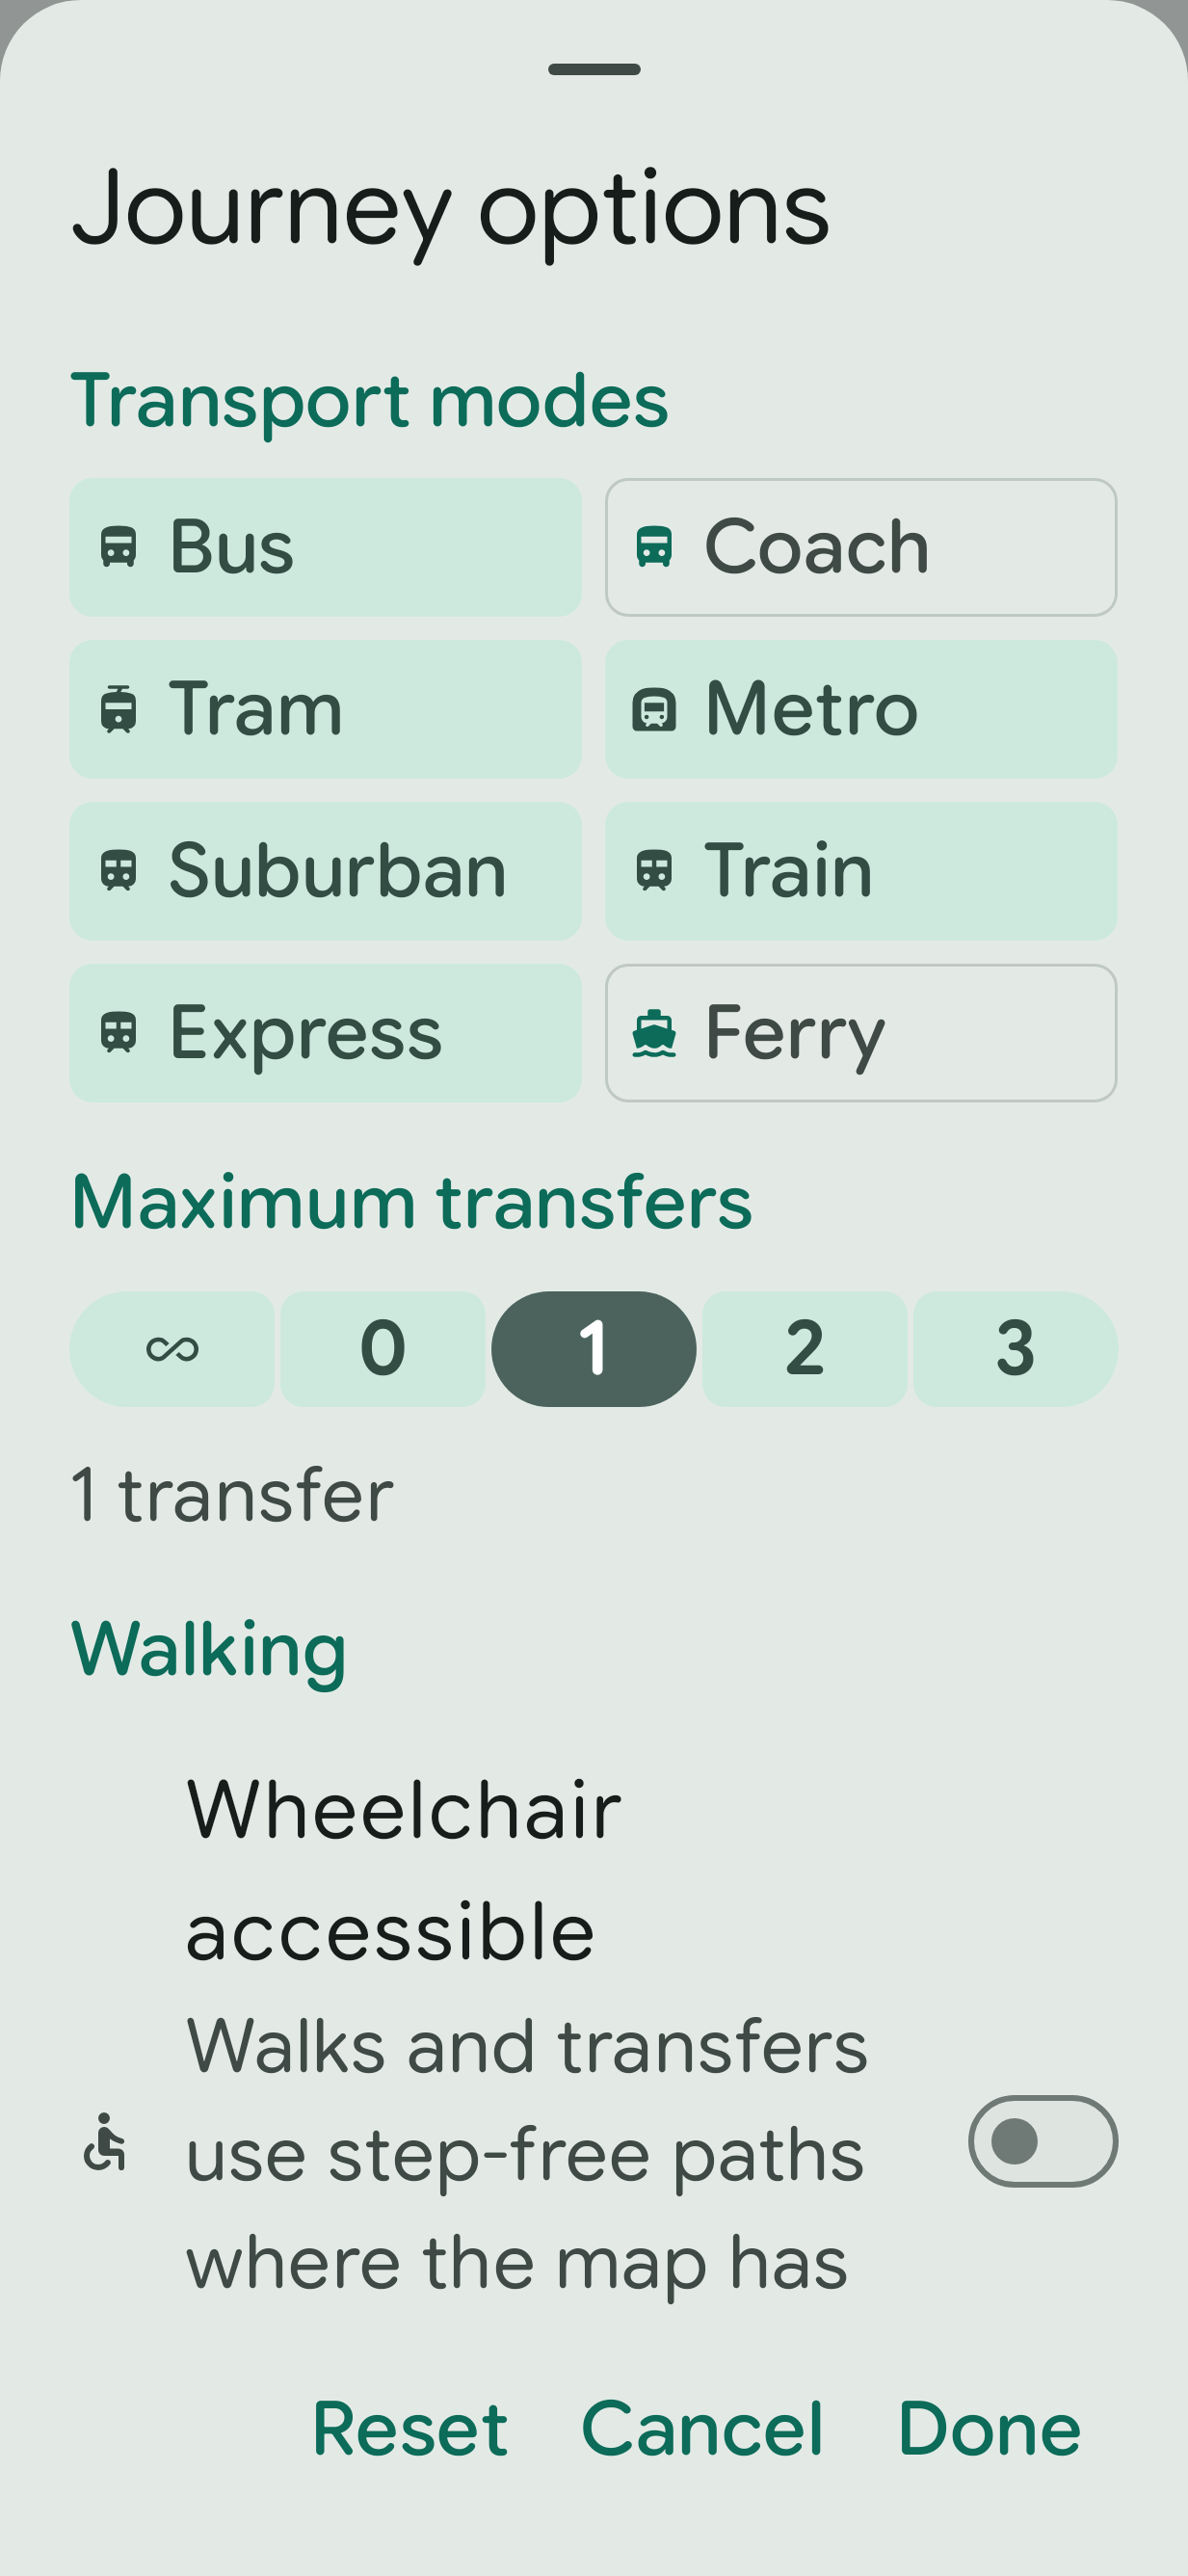 Journey options
Transport modes
Bus
Coach
Tram
Metro
Suburban
Train
Express
Ferry
Maximum transfers
∞ 0 1 2 3
1 transfer
Walking
Wheelchair
accessible
Walks and transfers
use step-free paths
where the map has
Reset Cancel Done